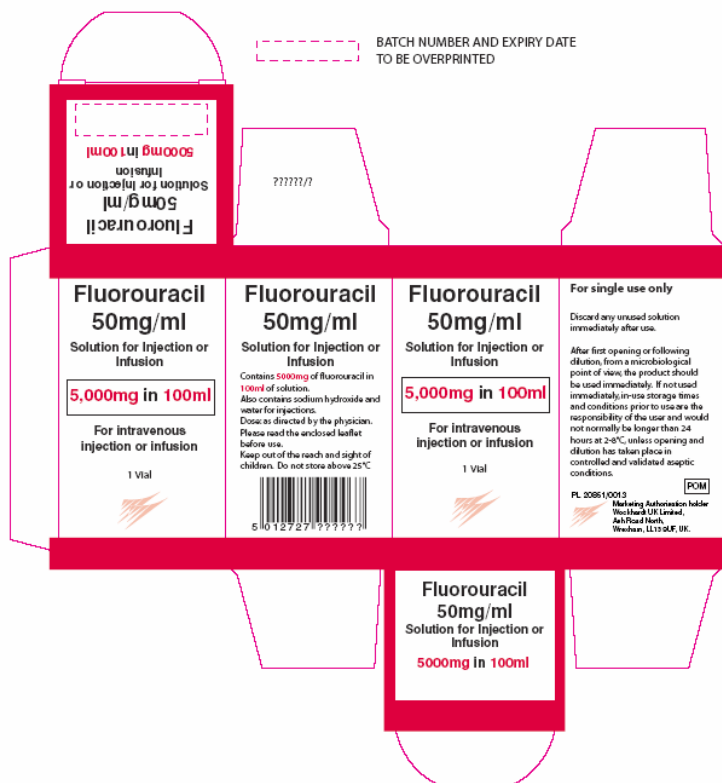 BATCH NUMBER AND EXPIRY DATE
TO BE OVERPRINTED
Fluorouracil
50mg/ml
Solution for Injection or
Infusion
5000mg in 100ml
??????/?
Fluorouracil
50mg/ml
Solution for Injection or
Infusion
5,000mg in 100ml
For intravenous
injection or infusion
1 Vial
Fluorouracil
50mg/ml
Solution for Injection or
Infusion
Contains 5000mg of fluorouracil in
100ml of solution.
Also contains sodium hydroxide and
water for injections.
Dose: as directed by the physician.
Please read the enclosed leaflet
before use.
Keep out of the reach and sight of
children. Do not store above 25°C
5 012727 ??????
Fluorouracil
50mg/ml
Solution for Injection or
Infusion
5,000mg in 100ml
For intravenous
injection or infusion
1 Vial
For single use only
Discard any unused solution
immediately after use.
After first opening or following
dilution, from a microbiological
point of view, the product should
be used immediately. If not used
immediately, in-use storage times
and conditions prior to use are the
responsibility of the user and would
not normally be longer than 24
hours at 2-8°C, unless opening and
dilution has taken place in
controlled and validated aseptic
conditions.
POM
PL 20851/0013
Marketing Authorisation holder
Wockhardt UK Limited,
Ash Road North,
Wrexham, LL13 9UF, UK.
Fluorouracil
50mg/ml
Solution for Injection or
Infusion
5000mg in 100ml